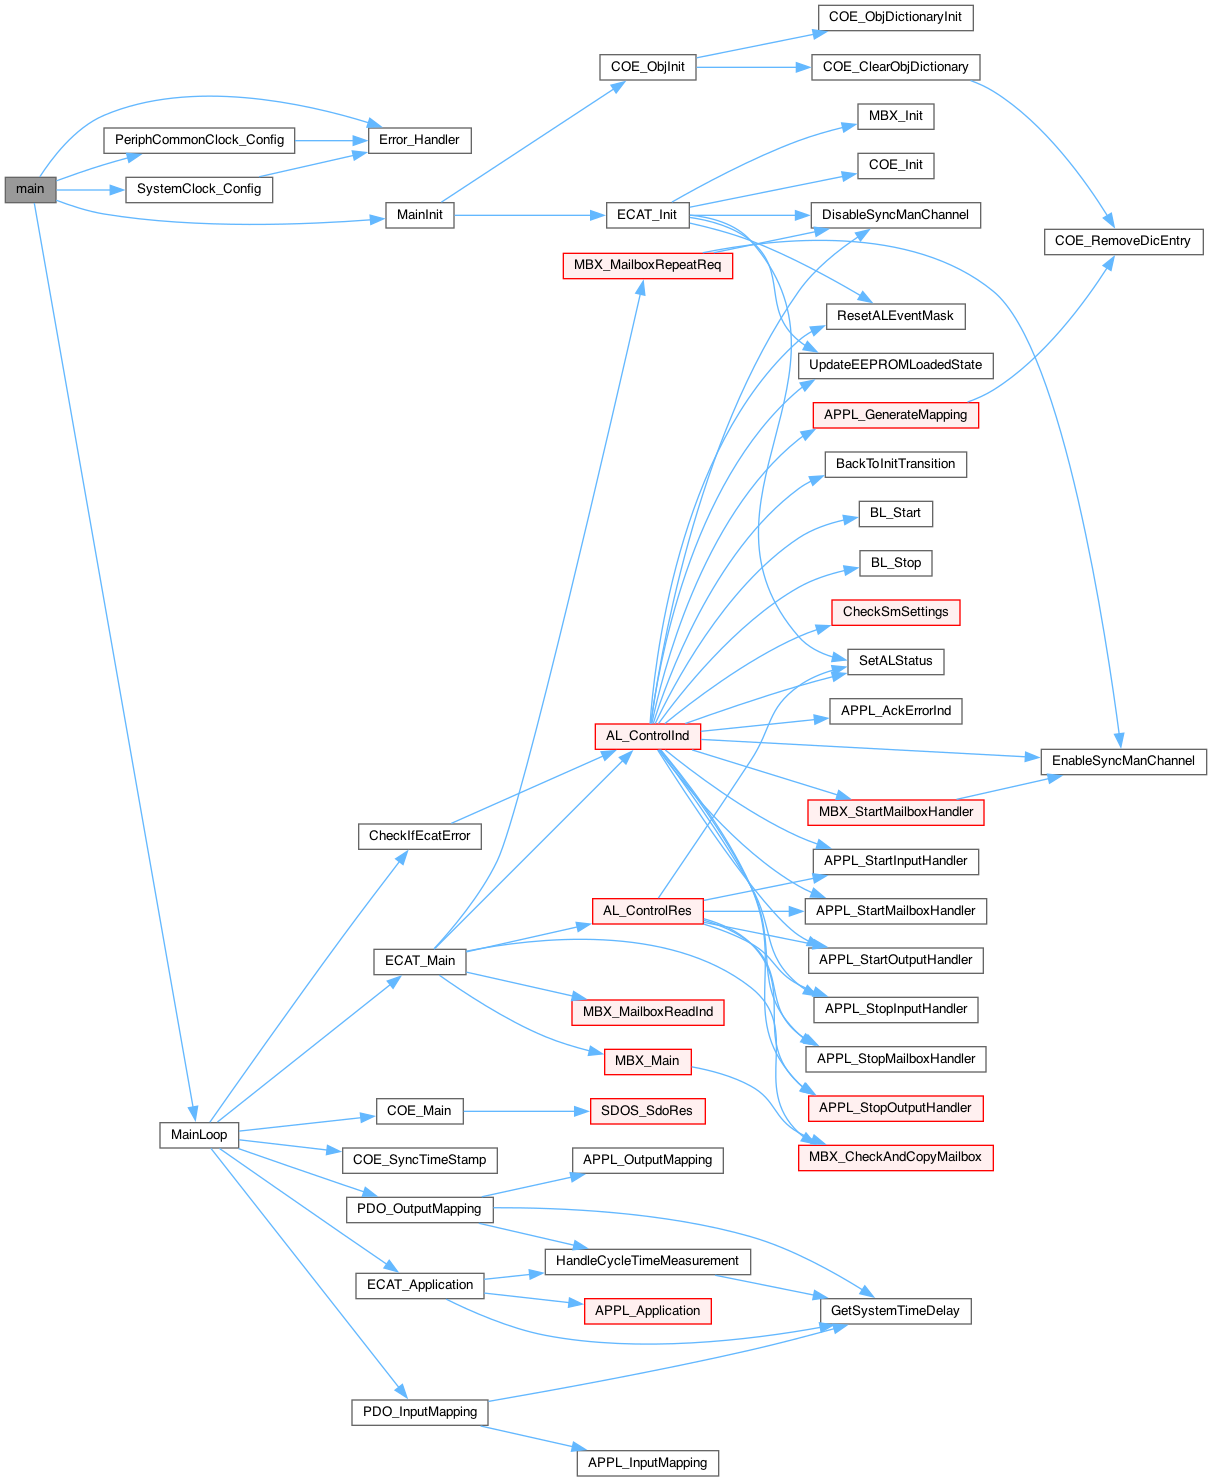 COE_ObjDictionaryInit
COE_ObjInit
COE_ClearObjDictionary
MBX_Init
PeriphCommonClock_Config
Error_Handler
COE_Init
main
SystemClock_Config
MainInit
ECAT_Init
DisableSyncManChannel
COE_RemoveDicEntry
MBX_MailboxRepeatReq
ResetALEventMask
UpdateEEPROMLoadedState
APPL_GenerateMapping
BackToInitTransition
BL_Start
BL_Stop
CheckSmSettings
SetALStatus
APPL_AckErrorInd
AL_ControlInd
EnableSyncManChannel
MBX_StartMailboxHandler
CheckIfEcatError
APPL_StartInputHandler
AL_ControlRes
APPL_StartMailboxHandler
ECAT_Main
APPL_StartOutputHandler
MBX_MailboxReadInd
APPL_StopInputHandler
MBX_Main
APPL_StopMailboxHandler
COE_Main
SDOS_SdoRes
APPL_StopOutputHandler
MainLoop
COE_SyncTimeStamp
APPL_OutputMapping
MBX_CheckAndCopyMailbox
PDO_OutputMapping
HandleCycleTimeMeasurement
ECAT_Application
APPL_Application
GetSystemTimeDelay
PDO_InputMapping
APPL_InputMapping